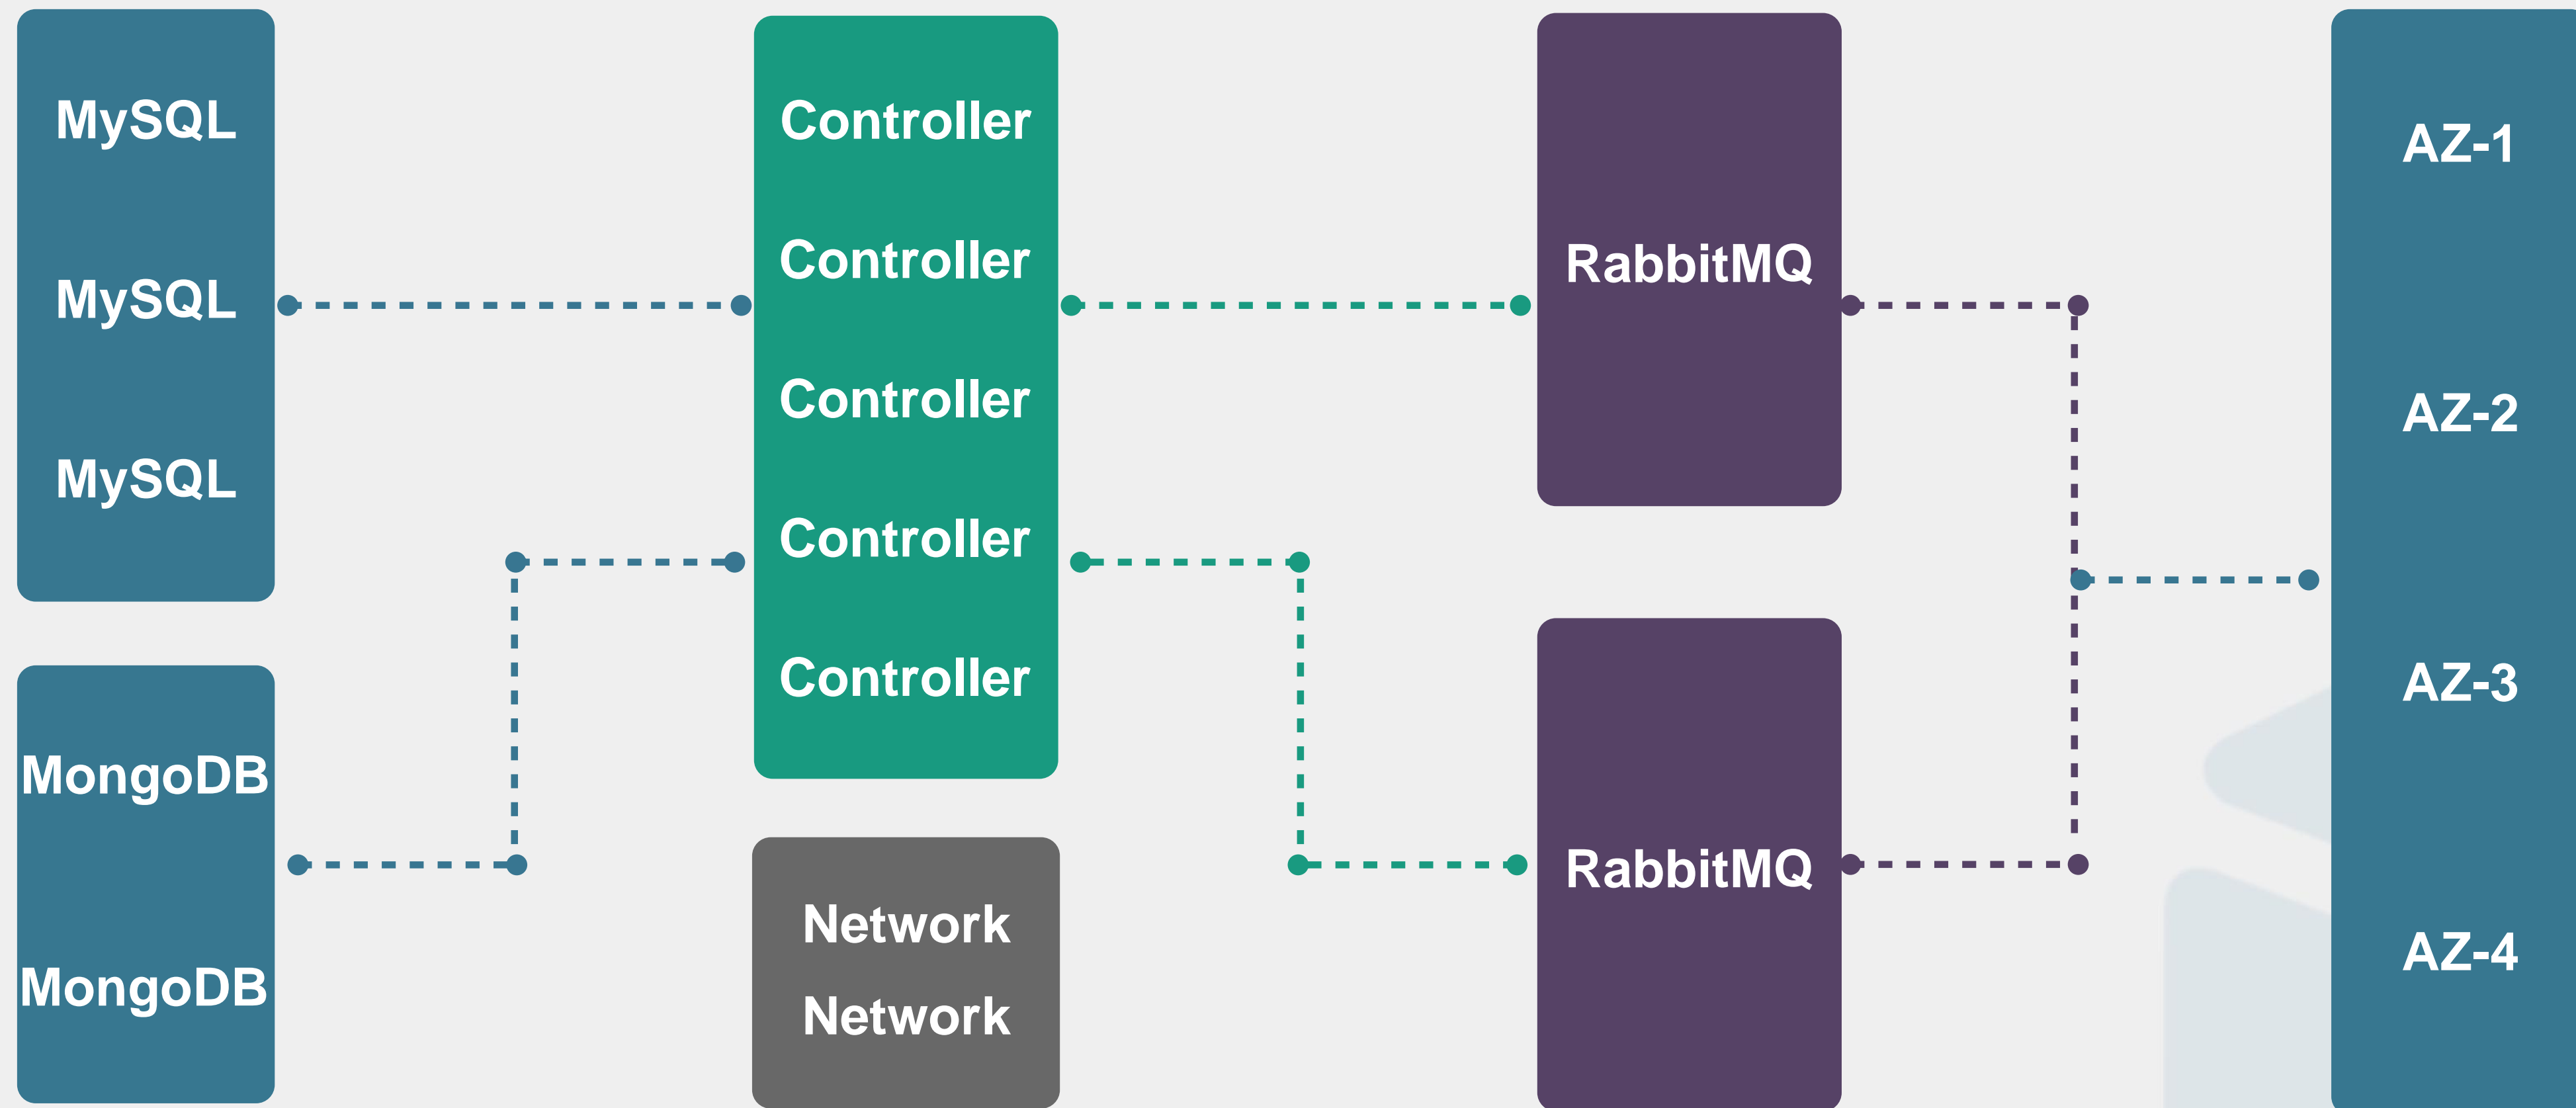 MySQL
MySQL
MySQL
MongoDB
MongoDB
Controller
Controller
Controller
Controller
Controller
Network
Network
RabbitMQ
RabbitMQ
AZ-1
AZ-2
AZ-3
AZ-4